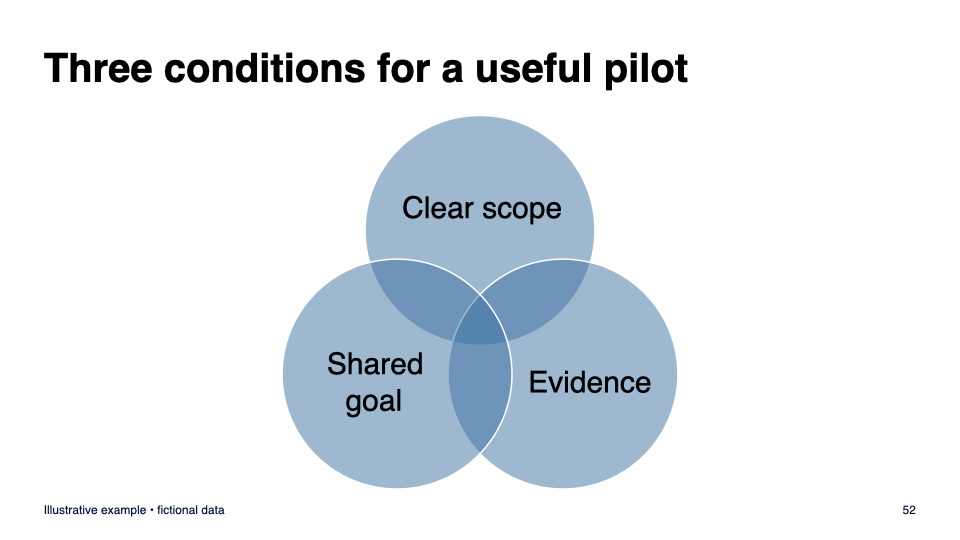 Three conditions for a useful pilot
Clear scope
Shared
goal
Evidence
Illustrative example • fictional data
52